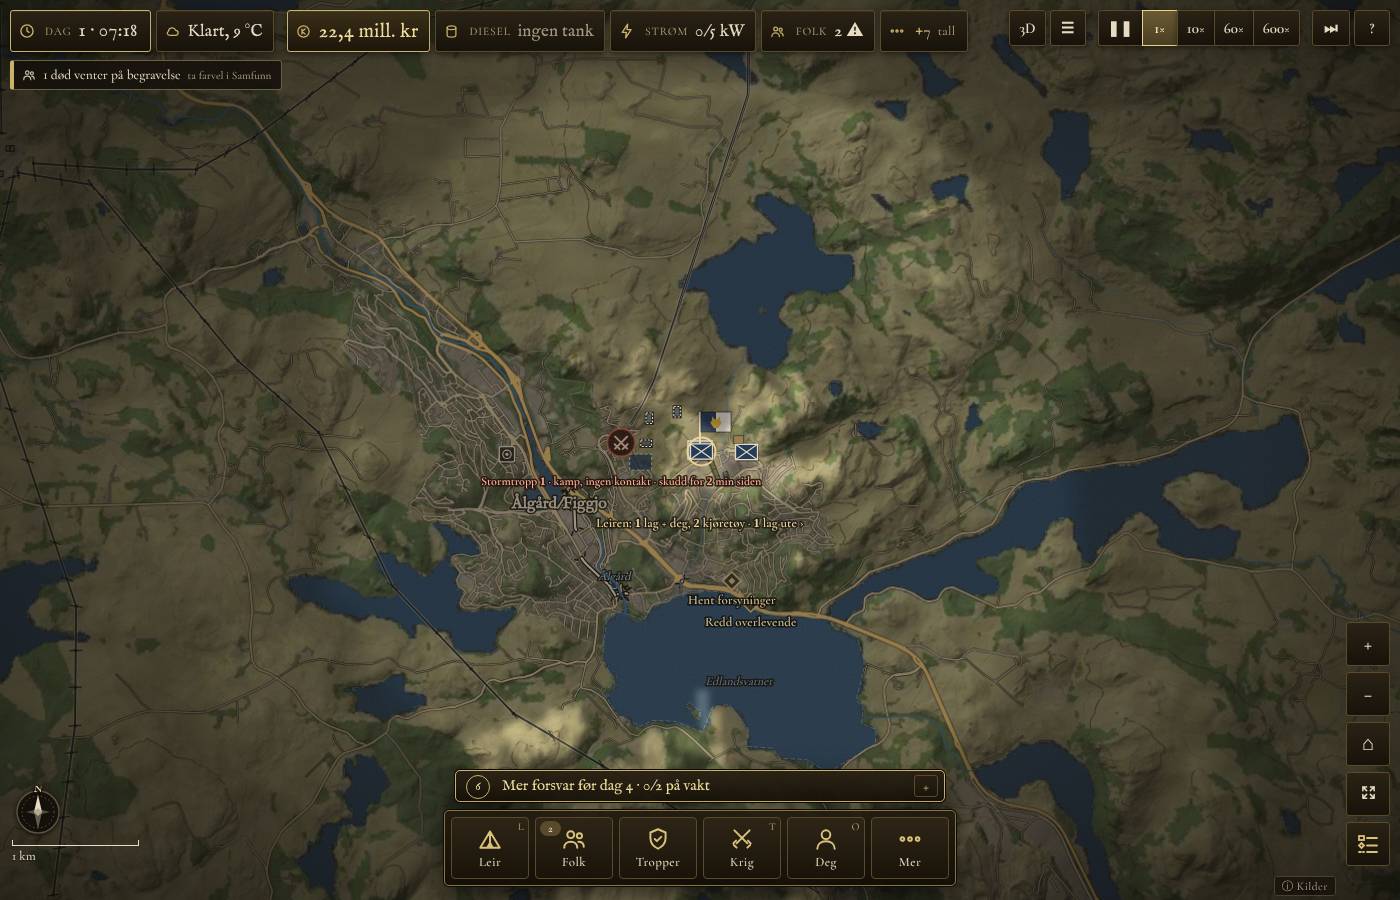 DAG 1 · 07:18
Klart, 9 °C
22,4 mill. kr
DIESEL ingen tank
STRØM 0/5 kW
FOLK 2
+7 tall
3D
1×
10×
60×
600×
?
1 død venter på begravelse ta farvel i Samfunn
Stormtropp 1 · kamp, ingen kontakt · skudd for 2 min siden
Ålgård/Figgjo
Leiren: 1 lag + deg, 2 kjøretøy · 1 lag ute ›
Ålgård
Hent forsyninger
Redd overlevende
Edlandsvatnet
+
−
N
1 km
6 Mer forsvar før dag 4 · 0/2 på vakt +
L
Leir
2
Folk
Tropper
T
Krig
O
Deg
Mer
Kilder